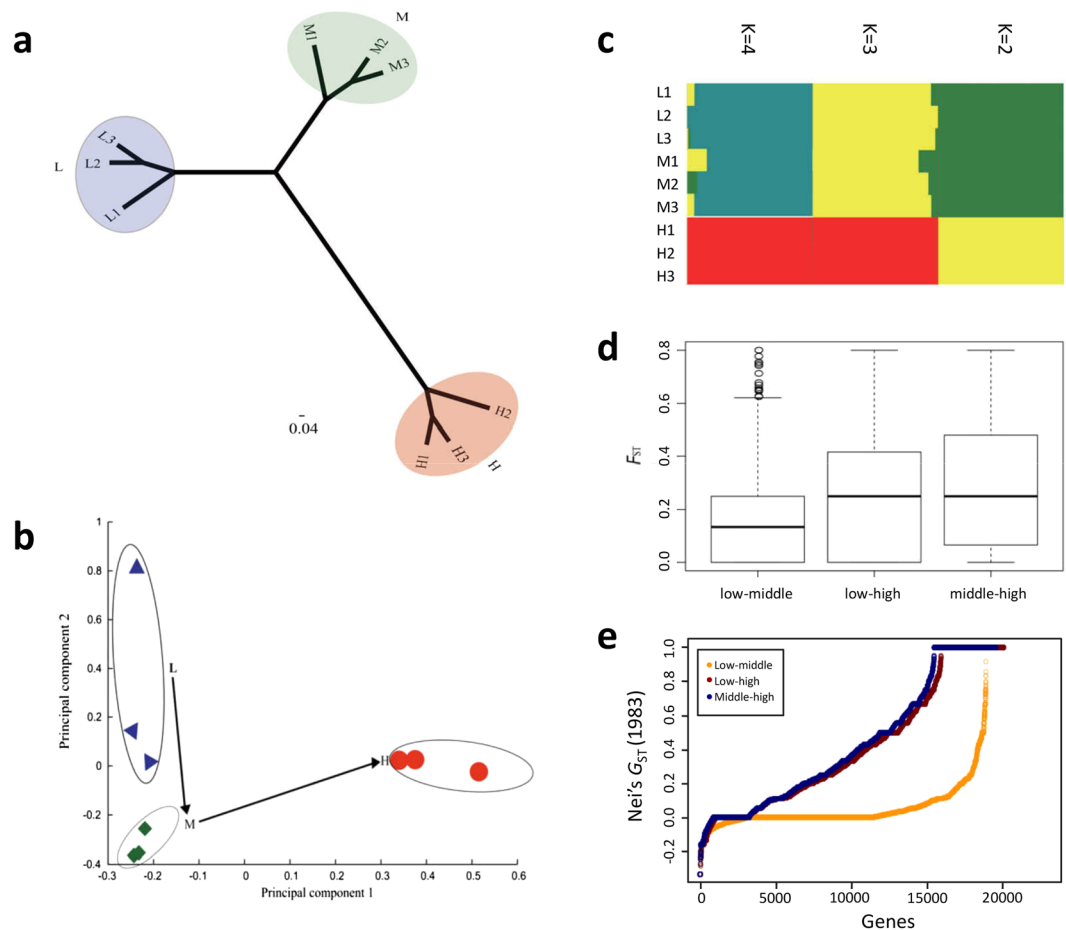 a
M
M1
M2
M3
L3
L2
L1
L
0.04
H2
H3
H1
H
b
Principal component 2
1
0.8
0.6
0.4
0.2
0
-0.2
-0.4
L
M
H
-0.3
-0.2
-0.1
0
0.1
0.2
0.3
0.4
0.5
0.6
Principal component 1
c
K=4
K=3
K=2
L1
L2
L3
M1
M2
M3
H1
H2
H3
d
FST
0.8
0.6
0.4
0.2
0.0
low-middle
low-high
middle-high
e
Nei's GST (1983)
1.0
0.8
0.6
0.4
0.2
0.0
-0.2
Low-middle
Low-high
Middle-high
0
5000
10000
15000
20000
Genes